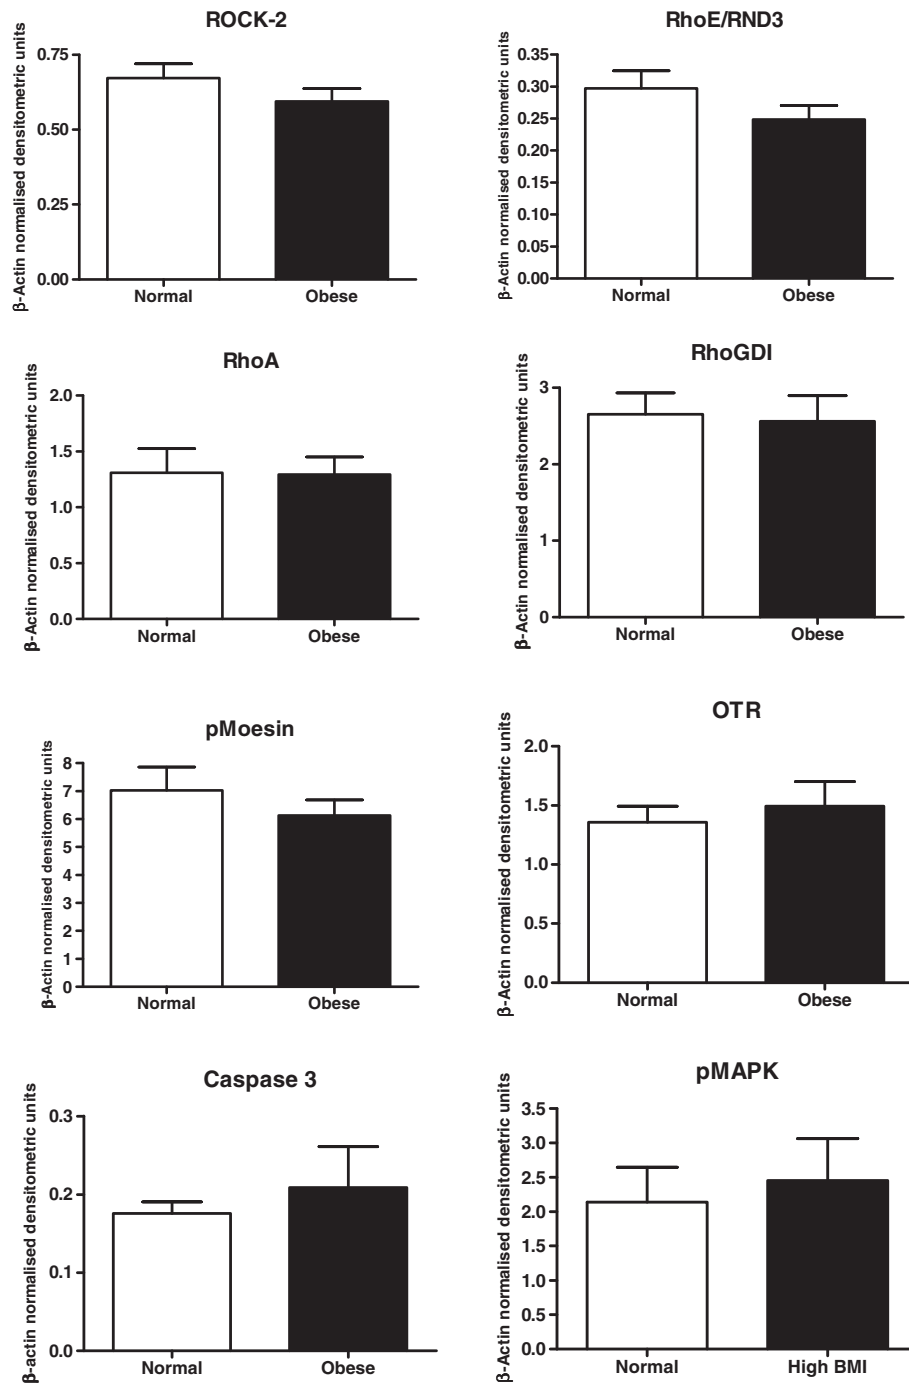 ROCK-2
β-Actin normalised densitometric units
0.75
0.50
0.25
0.00
Normal Obese
RhoE/RND3
β-Actin normalised densitometric units
0.35
0.30
0.25
0.20
0.15
0.10
0.05
0.00
Normal Obese
RhoA
β-Actin normalised densitometric units
2.0
1.5
1.0
0.5
0.0
Normal Obese
RhoGDI
β-Actin normalised densitometric units
3
2
1
0
Normal Obese
pMoesin
β-Actin normalised densitometric units
8
7
6
5
4
3
2
1
0
Normal Obese
OTR
β-Actin normalised densitometric units
2.0
1.5
1.0
0.5
0.0
Normal Obese
Caspase 3
β-actin normalised densitometric units
0.3
0.2
0.1
0.0
Normal Obese
pMAPK
β-Actin normalised densitometric units
3.5
3.0
2.5
2.0
1.5
1.0
0.5
0.0
Normal High BMI